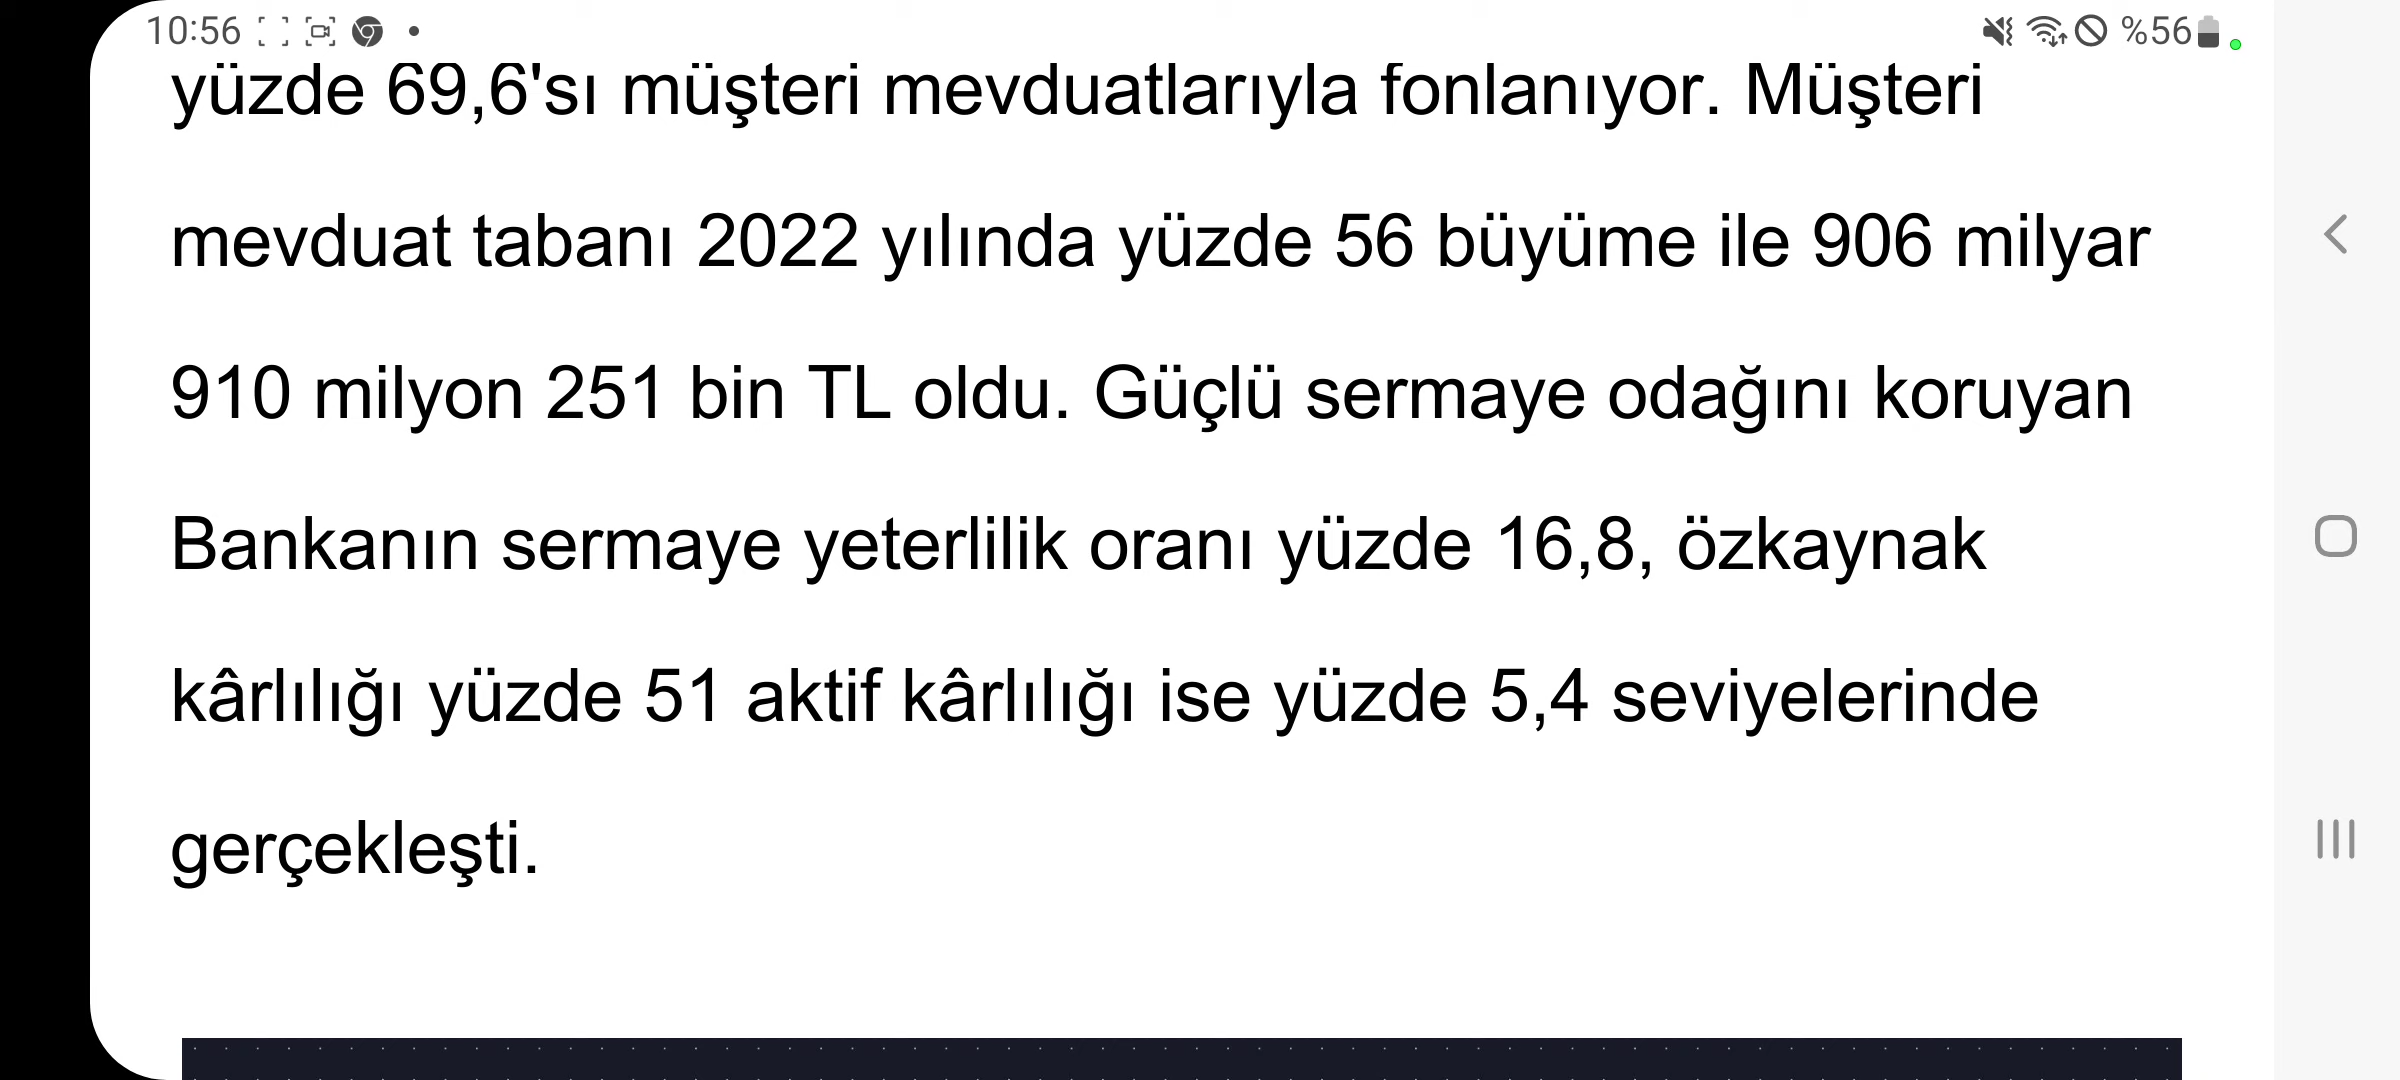 10:56 %56
yüzde 69,6'sı müşteri mevduatlarıyla fonlanıyor. Müşteri
mevduat tabanı 2022 yılında yüzde 56 büyüme ile 906 milyar
910 milyon 251 bin TL oldu. Güçlü sermaye odağını koruyan
Bankanın sermaye yeterlilik oranı yüzde 16,8, özkaynak
kârlılığı yüzde 51 aktif kârlılığı ise yüzde 5,4 seviyelerinde
gerçekleşti.